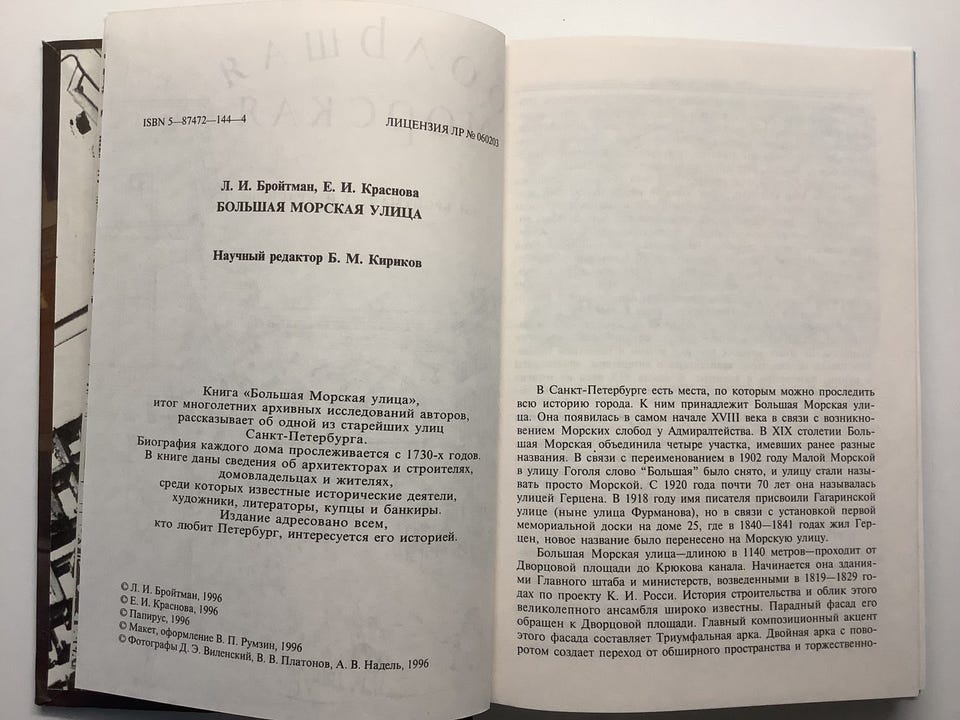 ISBN 5—87472—144—4
ЛИЦЕНЗИЯ ЛР № 060203
Л. И. Бройтман, Е. И. Краснова
БОЛЬШАЯ МОРСКАЯ УЛИЦА
Научный редактор Б. М. Кириков
Книга «Большая Морская улица»,
итог многолетних архивных исследований авторов,
рассказывает об одной из старейших улиц
Санкт-Петербурга.
Биография каждого дома прослеживается с 1730-х годов.
В книге даны сведения об архитекторах и строителях,
домовладельцах и жителях,
среди которых известные исторические деятели,
художники, литераторы, купцы и банкиры.
Издание адресовано всем,
кто любит Петербург, интересуется его историей.
© Л. И. Бройтман, 1996
© Е. И. Краснова, 1996
© Папирус, 1996
© Макет, оформление В. П. Румзин, 1996
© Фотографы Д. Э. Виленский, В. В. Платонов, А. В. Надель, 1996
В Санкт-Петербурге есть места, по которым можно проследить
всю историю города. К ним принадлежит Большая Морская ули-
ца. Она появилась в самом начале XVIII века в связи с возникно-
вением Морских слобод у Адмиралтейства. В XIX столетии Боль-
шая Морская объединила четыре участка, имевших ранее разные
названия. В связи с переименованием в 1902 году Малой Морской
в улицу Гоголя слово "Большая" было снято, и улицу стали назы-
вать просто Морской. С 1920 года почти 70 лет она называлась
улицей Герцена. В 1918 году имя писателя присвоили Гагаринской
улице (ныне улица Фурманова), но в связи с установкой первой
мемориальной доски на доме 25, где в 1840—1841 годах жил Гер-
цен, новое название было перенесено на Морскую улицу.
Большая Морская улица—длиною в 1140 метров—проходит от
Дворцовой площади до Крюкова канала. Начинается она здания-
ми Главного штаба и министерств, возведенными в 1819—1829 го-
дах по проекту К. И. Росси. История строительства и облик этого
великолепного ансамбля широко известны. Парадный фасад его
обращен к Дворцовой площади. Главный композиционный акцент
этого фасада составляет Триумфальная арка. Двойная арка с пово-
ротом создает переход от обширного пространства и торжественно-